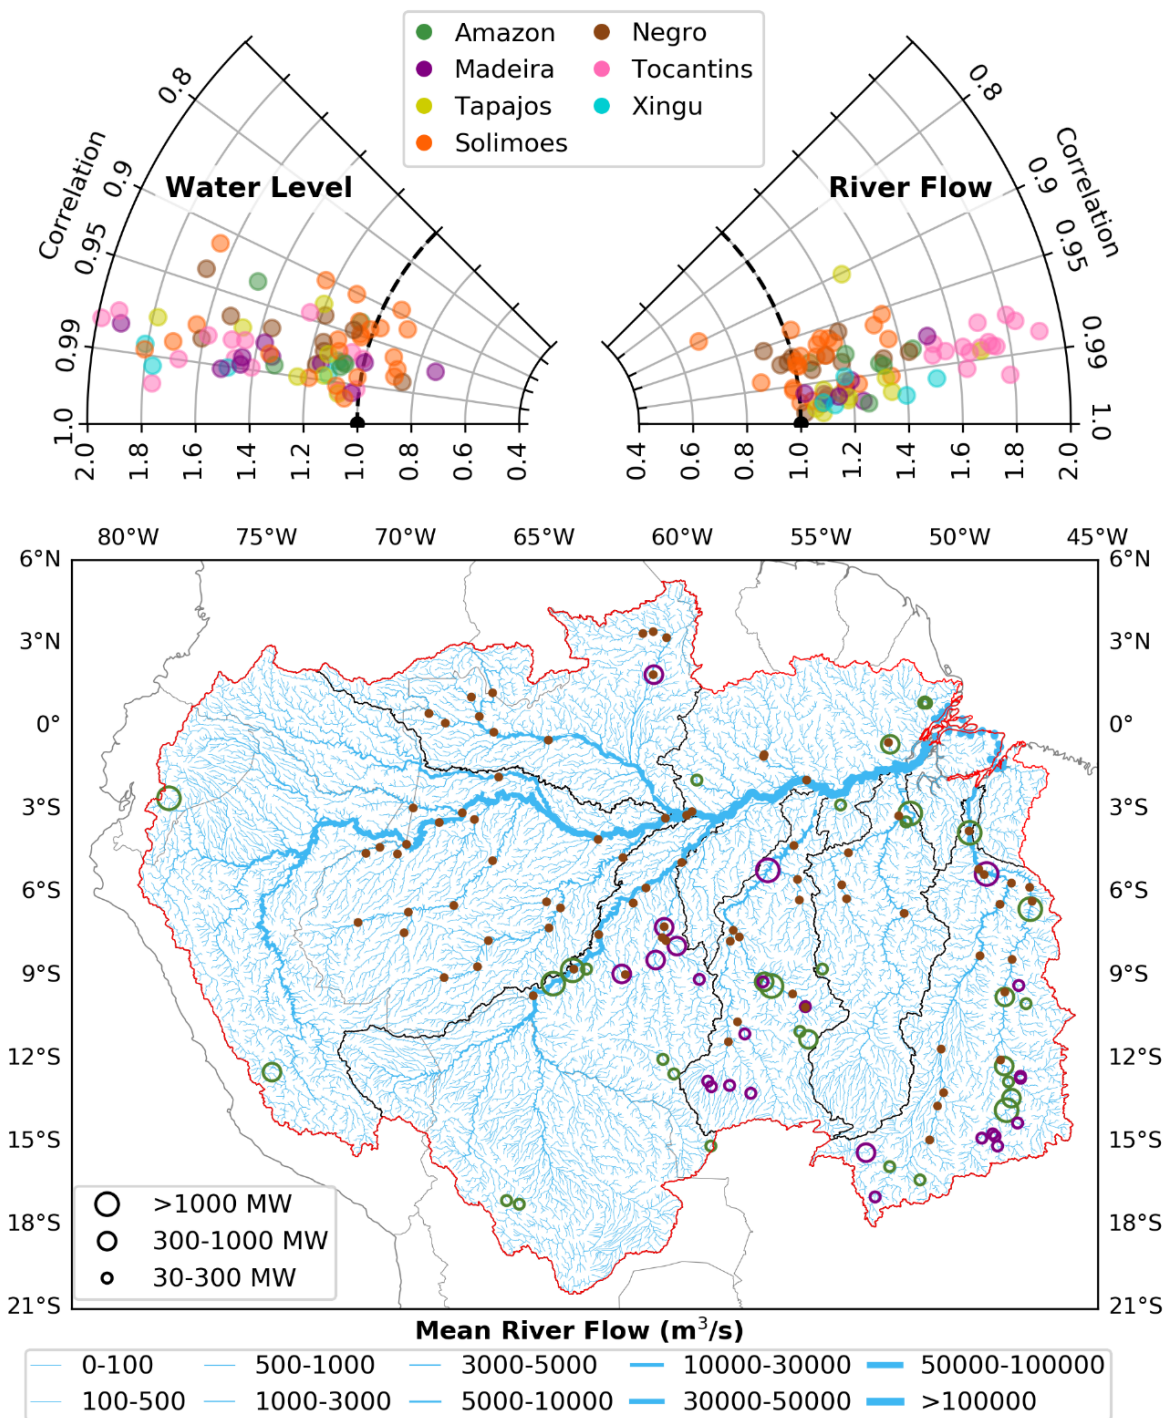 Amazon Negro
Madeira Tocantins
Tapajos Xingu
Solimoes
Water Level
River Flow
Correlation
0.8
0.9
0.95
0.99
1.0
2.0 1.8 1.6 1.4 1.2 1.0 0.8 0.6 0.4
Correlation
0.8
0.9
0.95
0.99
1.0
0.4 1.0 1.2 1.4 1.6 1.8 2.0
80°W 75°W 70°W 65°W 60°W 55°W 50°W 45°W
6°N 6°N
3°N 3°N
0° 0°
3°S 3°S
6°S 6°S
9°S 9°S
12°S 12°S
15°S 15°S
18°S 18°S
21°S 21°S
>1000 MW
300-1000 MW
30-300 MW
Mean River Flow (m³/s)
0-100 500-1000 3000-5000 10000-30000 50000-100000
100-500 1000-3000 5000-10000 30000-50000 >100000